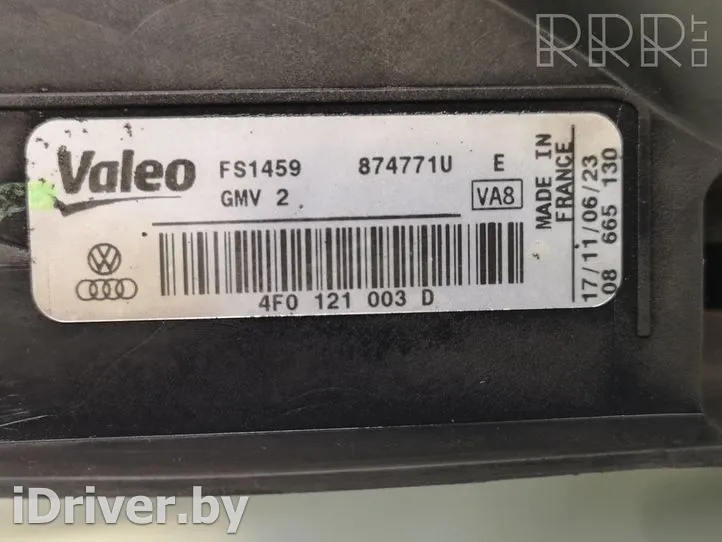 RRR.LT
Valeo
FS1459 874771U E
GMV 2 VA8
4F0 121 003 D
MADE IN
FRANCE
17/11/06/23
08 665 130
iDriver.by